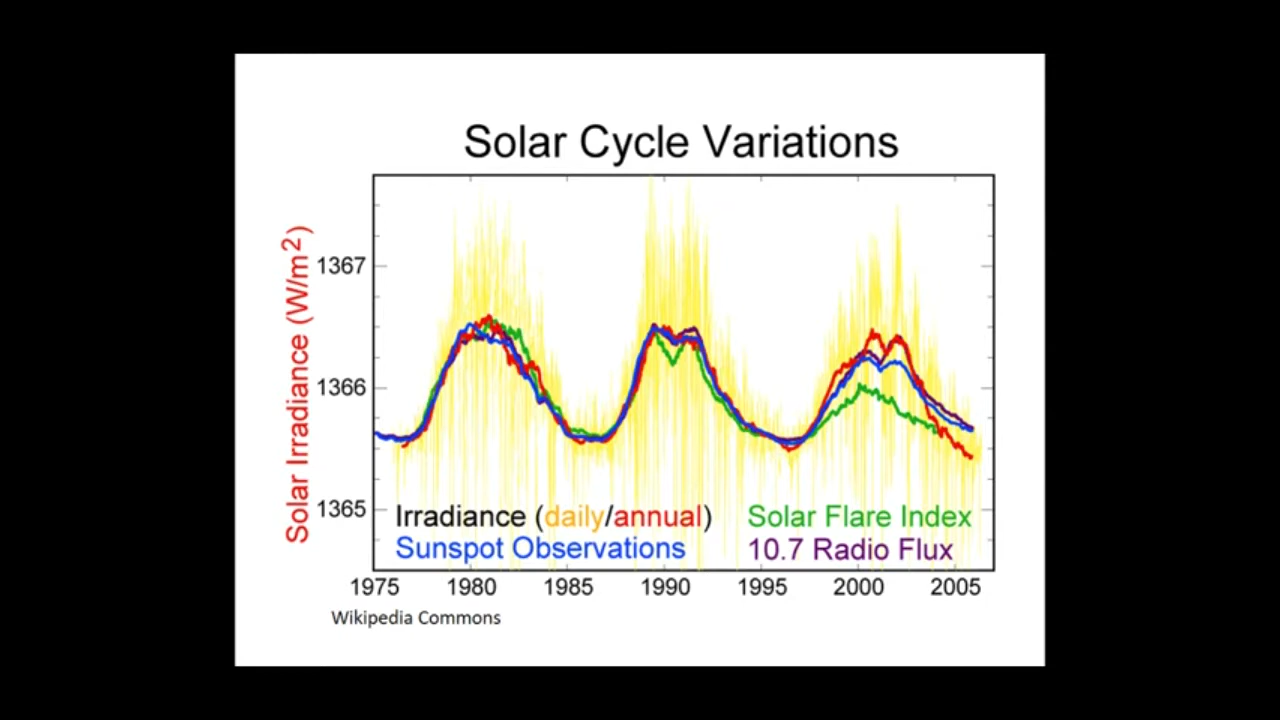 Solar Cycle Variations
Solar Irradiance (W/m²)
1367
1366
1365
Irradiance (daily/annual)
Sunspot Observations
Solar Flare Index
10.7 Radio Flux
1975 1980 1985 1990 1995 2000 2005
Wikipedia Commons